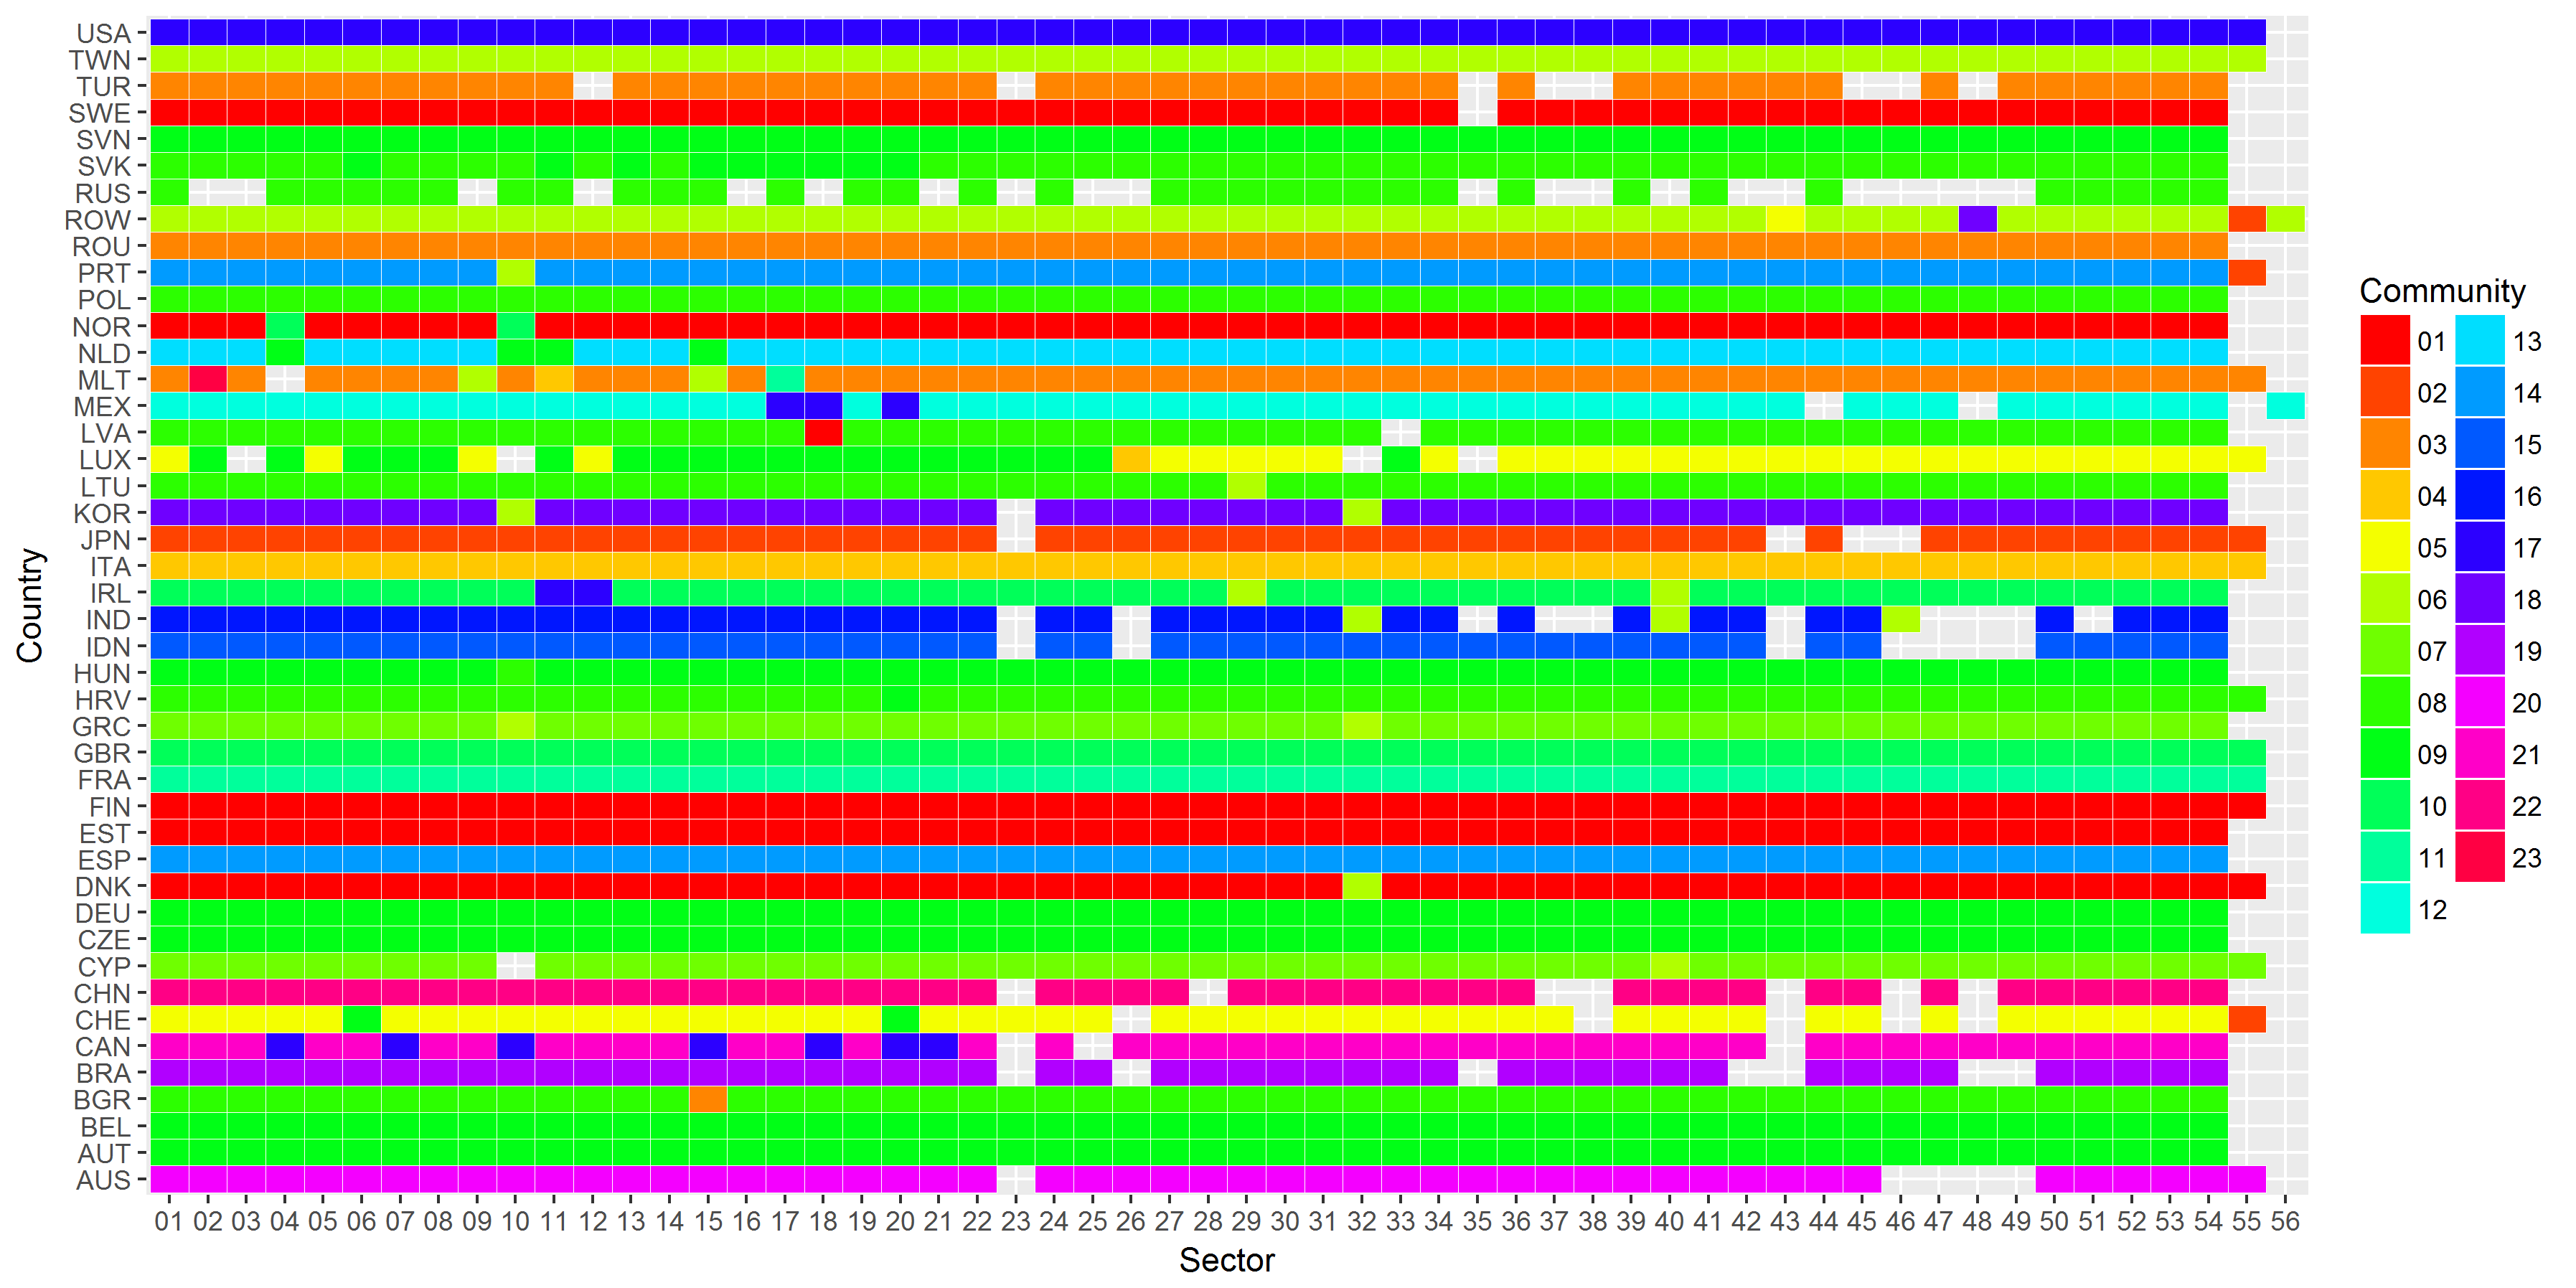 USA
TWN
TUR
SWE
SVN
SVK
RUS
ROW
ROU
PRT
POL
NOR
NLD
MLT
MEX
LVA
LUX
LTU
KOR
JPN
ITA
IRL
IND
IDN
HUN
HRV
GRC
GBR
FRA
FIN
EST
ESP
DNK
DEU
CZE
CYP
CHN
CHE
CAN
BRA
BGR
BEL
AUT
AUS
Country
01 02 03 04 05 06 07 08 09 10 11 12 13 14 15 16 17 18 19 20 21 22 23 24 25 26 27 28 29 30 31 32 33 34 35 36 37 38 39 40 41 42 43 44 45 46 47 48 49 50 51 52 53 54 55 56
Sector
Community
01 13
02 14
03 15
04 16
05 17
06 18
07 19
08 20
09 21
10 22
11 23
12